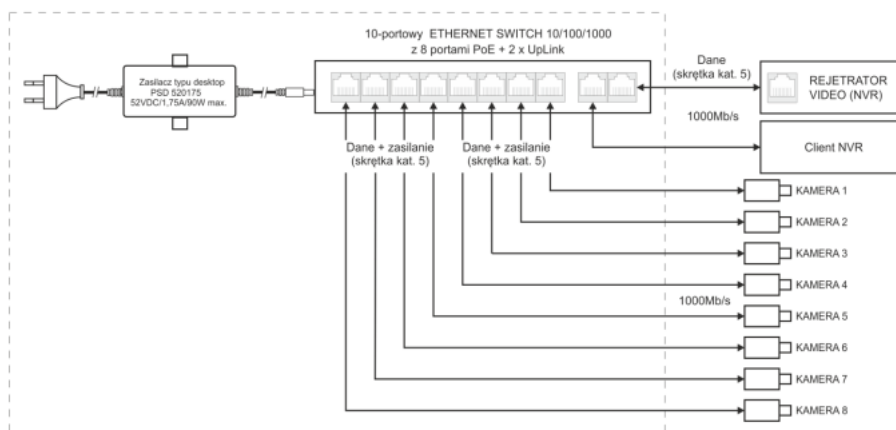 10-portowy ETHERNET SWITCH 10/100/1000
z 8 portami PoE + 2 x UpLink
Zasilacz typu desktop
PSD 520175
52VDC/1,75A/90W max.
Dane
(skrętka kat. 5)
REJETRATOR
VIDEO (NVR)
1000Mb/s
Client NVR
Dane + zasilanie
(skrętka kat. 5)
Dane + zasilanie
(skrętka kat. 5)
KAMERA 1
KAMERA 2
KAMERA 3
KAMERA 4
1000Mb/s
KAMERA 5
KAMERA 6
KAMERA 7
KAMERA 8